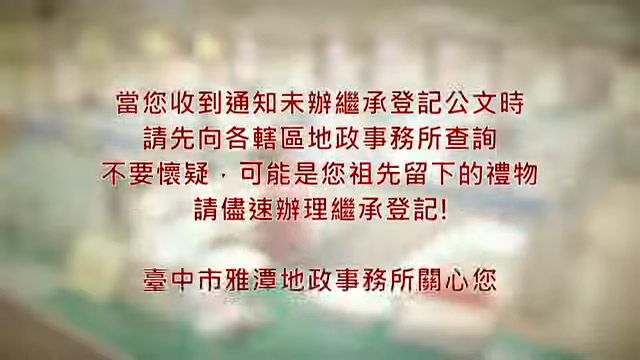 當您收到通知未辦繼承登記公文時
請先向各轄區地政事務所查詢
不要懷疑，可能是您祖先留下的禮物
請儘速辦理繼承登記!
臺中市雅潭地政事務所關心您